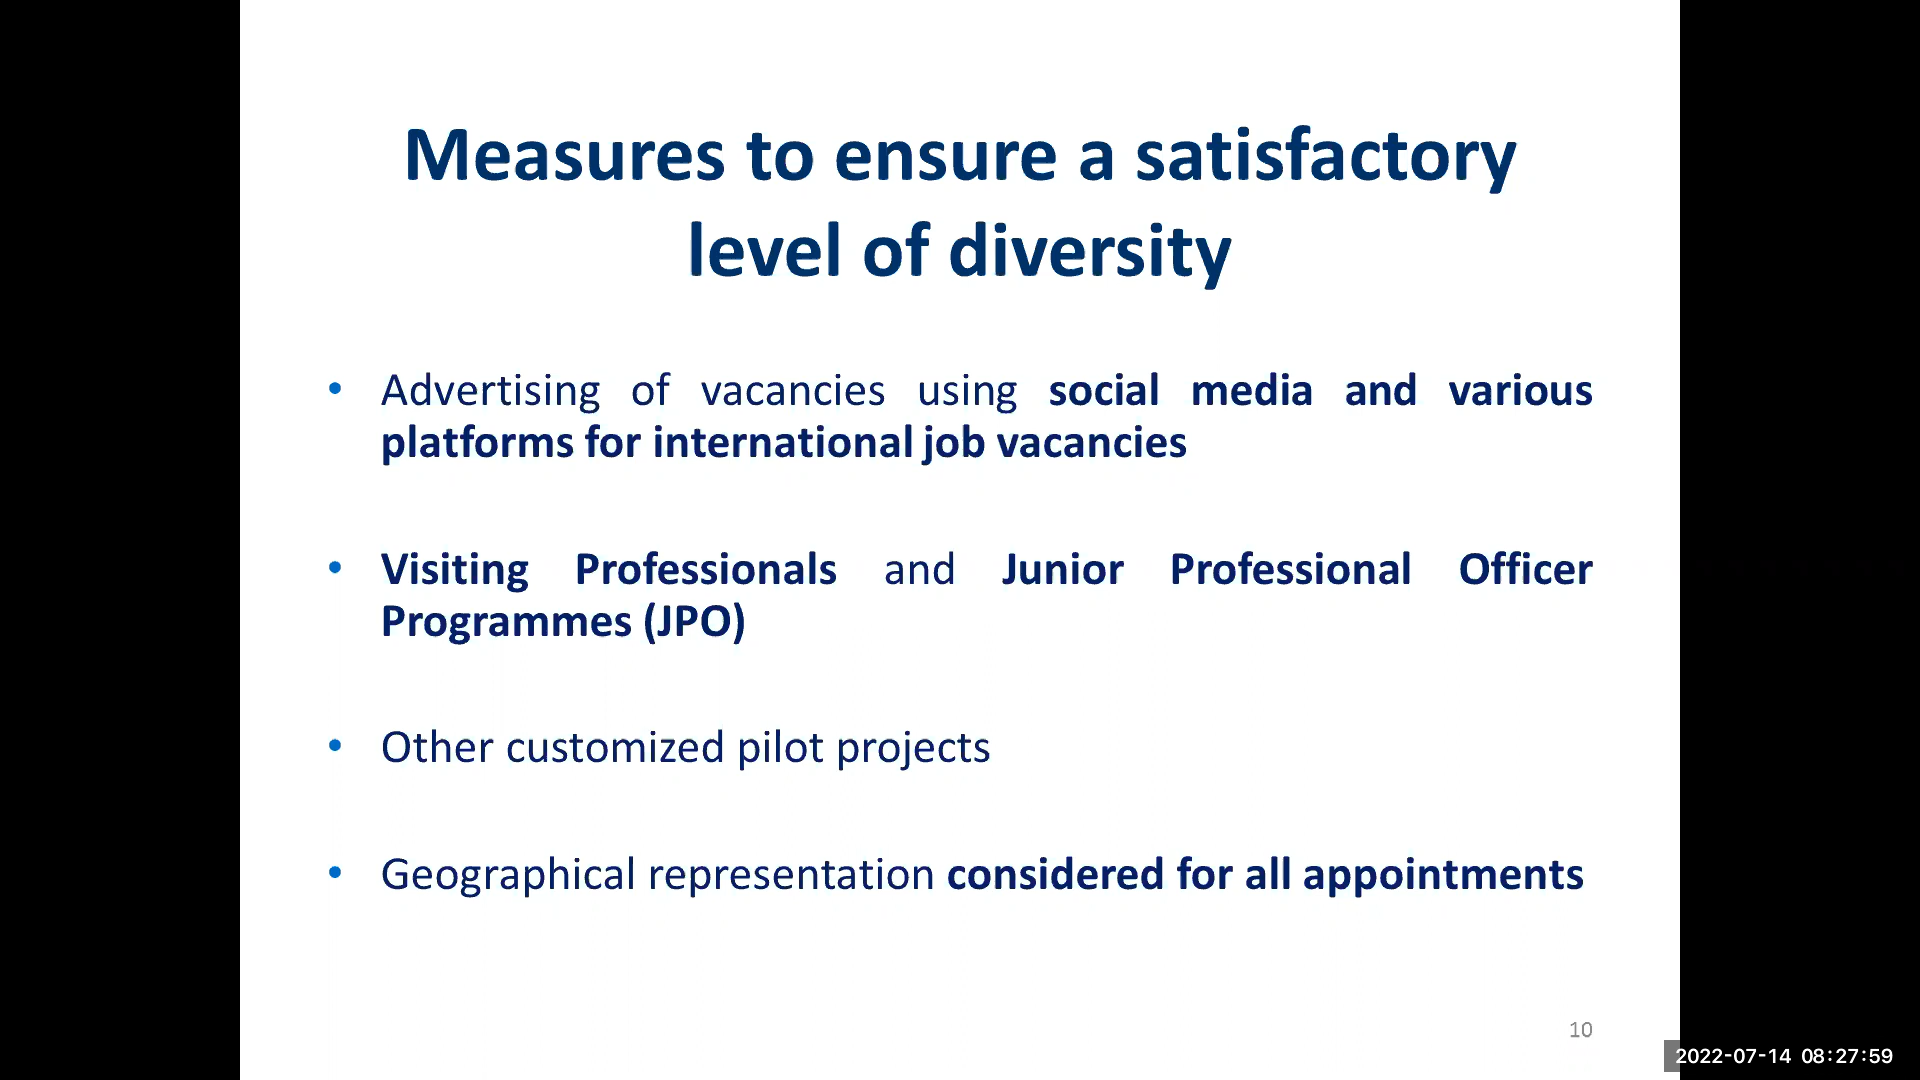 Measures to ensure a satisfactory
level of diversity
• Advertising of vacancies using social media and various
platforms for international job vacancies
• Visiting Professionals and Junior Professional Officer
Programmes (JPO)
• Other customized pilot projects
• Geographical representation considered for all appointments
10
2022-07-14 08:27:59